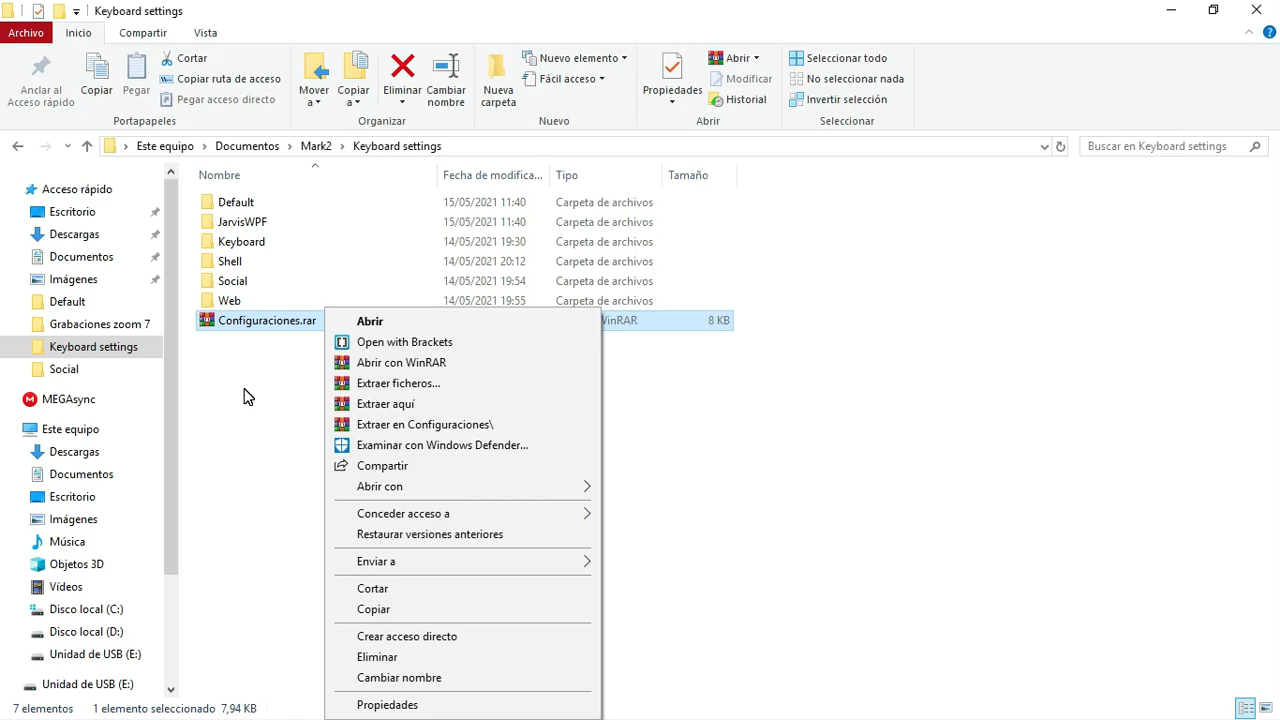 Keyboard settings
Archivo Inicio Compartir Vista
Anclar al Acceso rápido
Copiar
Pegar
Cortar
Copiar ruta de acceso
Pegar acceso directo
Portapapeles
Mover a
Copiar a
Eliminar
Cambiar nombre
Organizar
Nueva carpeta
Nuevo elemento
Fácil acceso
Nuevo
Propiedades
Abrir
Modificar
Historial
Abrir
Seleccionar todo
No seleccionar nada
Invertir selección
Seleccionar
Este equipo > Documentos > Mark2 > Keyboard settings
Buscar en Keyboard settings
Acceso rápido
Escritorio
Descargas
Documentos
Imágenes
Default
Grabaciones zoom 7
Keyboard settings
Social
MEGAsync
Este equipo
Descargas
Documentos
Escritorio
Imágenes
Música
Objetos 3D
Vídeos
Disco local (C:)
Disco local (D:)
Unidad de USB (E:)
Unidad de USB (E:)
Nombre Fecha de modifica... Tipo Tamaño
Default 15/05/2021 11:40 Carpeta de archivos
JarvisWPF 15/05/2021 11:40 Carpeta de archivos
Keyboard 14/05/2021 19:30 Carpeta de archivos
Shell 14/05/2021 20:12 Carpeta de archivos
Social 14/05/2021 19:54 Carpeta de archivos
Web 14/05/2021 19:55 Carpeta de archivos
Configuraciones.rar WinRAR 8 KB
Abrir
Open with Brackets
Abrir con WinRAR
Extraer ficheros...
Extraer aquí
Extraer en Configuraciones\
Examinar con Windows Defender...
Compartir
Abrir con
Conceder acceso a
Restaurar versiones anteriores
Enviar a
Cortar
Copiar
Crear acceso directo
Eliminar
Cambiar nombre
Propiedades
7 elementos 1 elemento seleccionado 7,94 KB